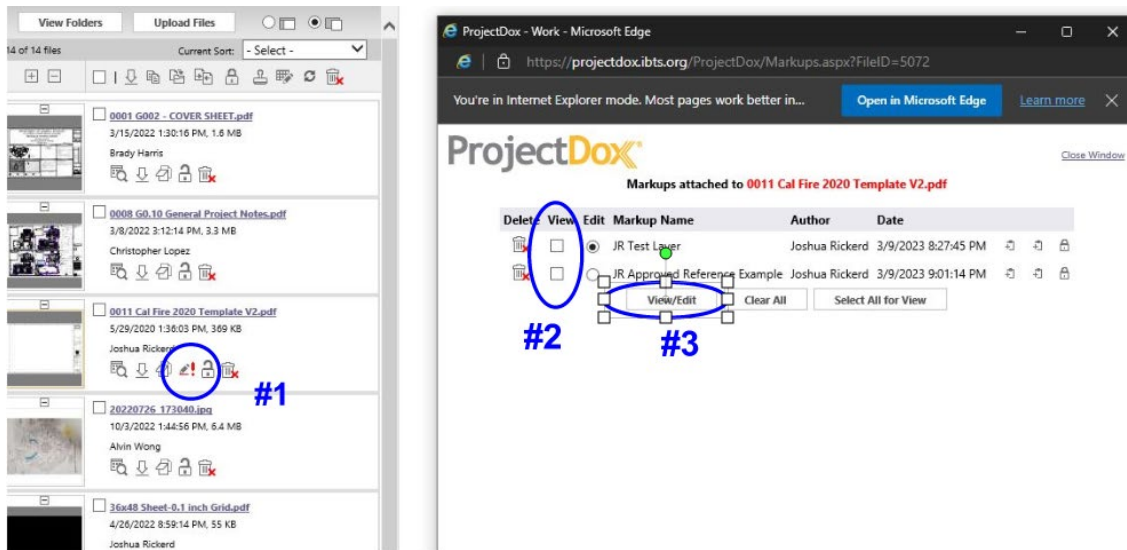 View Folders Upload Files
14 of 14 files Current Sort: - Select -
0001 G002 - COVER SHEET.pdf
3/15/2022 1:30:16 PM, 1.6 MB
Brady Harris
0008 G0.10 General Project Notes.pdf
3/8/2022 3:12:14 PM, 3.3 MB
Christopher Lopez
0011 Cal Fire 2020 Template V2.pdf
5/29/2020 1:36:03 PM, 369 KB
Joshua Rickerd
#1
20220726_173040.jpg
10/3/2022 1:44:56 PM, 6.4 MB
Alvin Wong
36x48 Sheet-0.1 inch Grid.pdf
4/26/2022 8:59:14 PM, 55 KB
Joshua Rickerd
ProjectDox - Work - Microsoft Edge
https://projectdox.ibts.org/ProjectDox/Markups.aspx?FileID=5072
You're in Internet Explorer mode. Most pages work better in... Open in Microsoft Edge Learn more
ProjectDox
Close Window
Markups attached to 0011 Cal Fire 2020 Template V2.pdf
Delete View Edit Markup Name Author Date
JR Test Layer Joshua Rickerd 3/9/2023 8:27:45 PM
JR Approved Reference Example Joshua Rickerd 3/9/2023 9:01:14 PM
View/Edit Clear All Select All for View
#2
#3